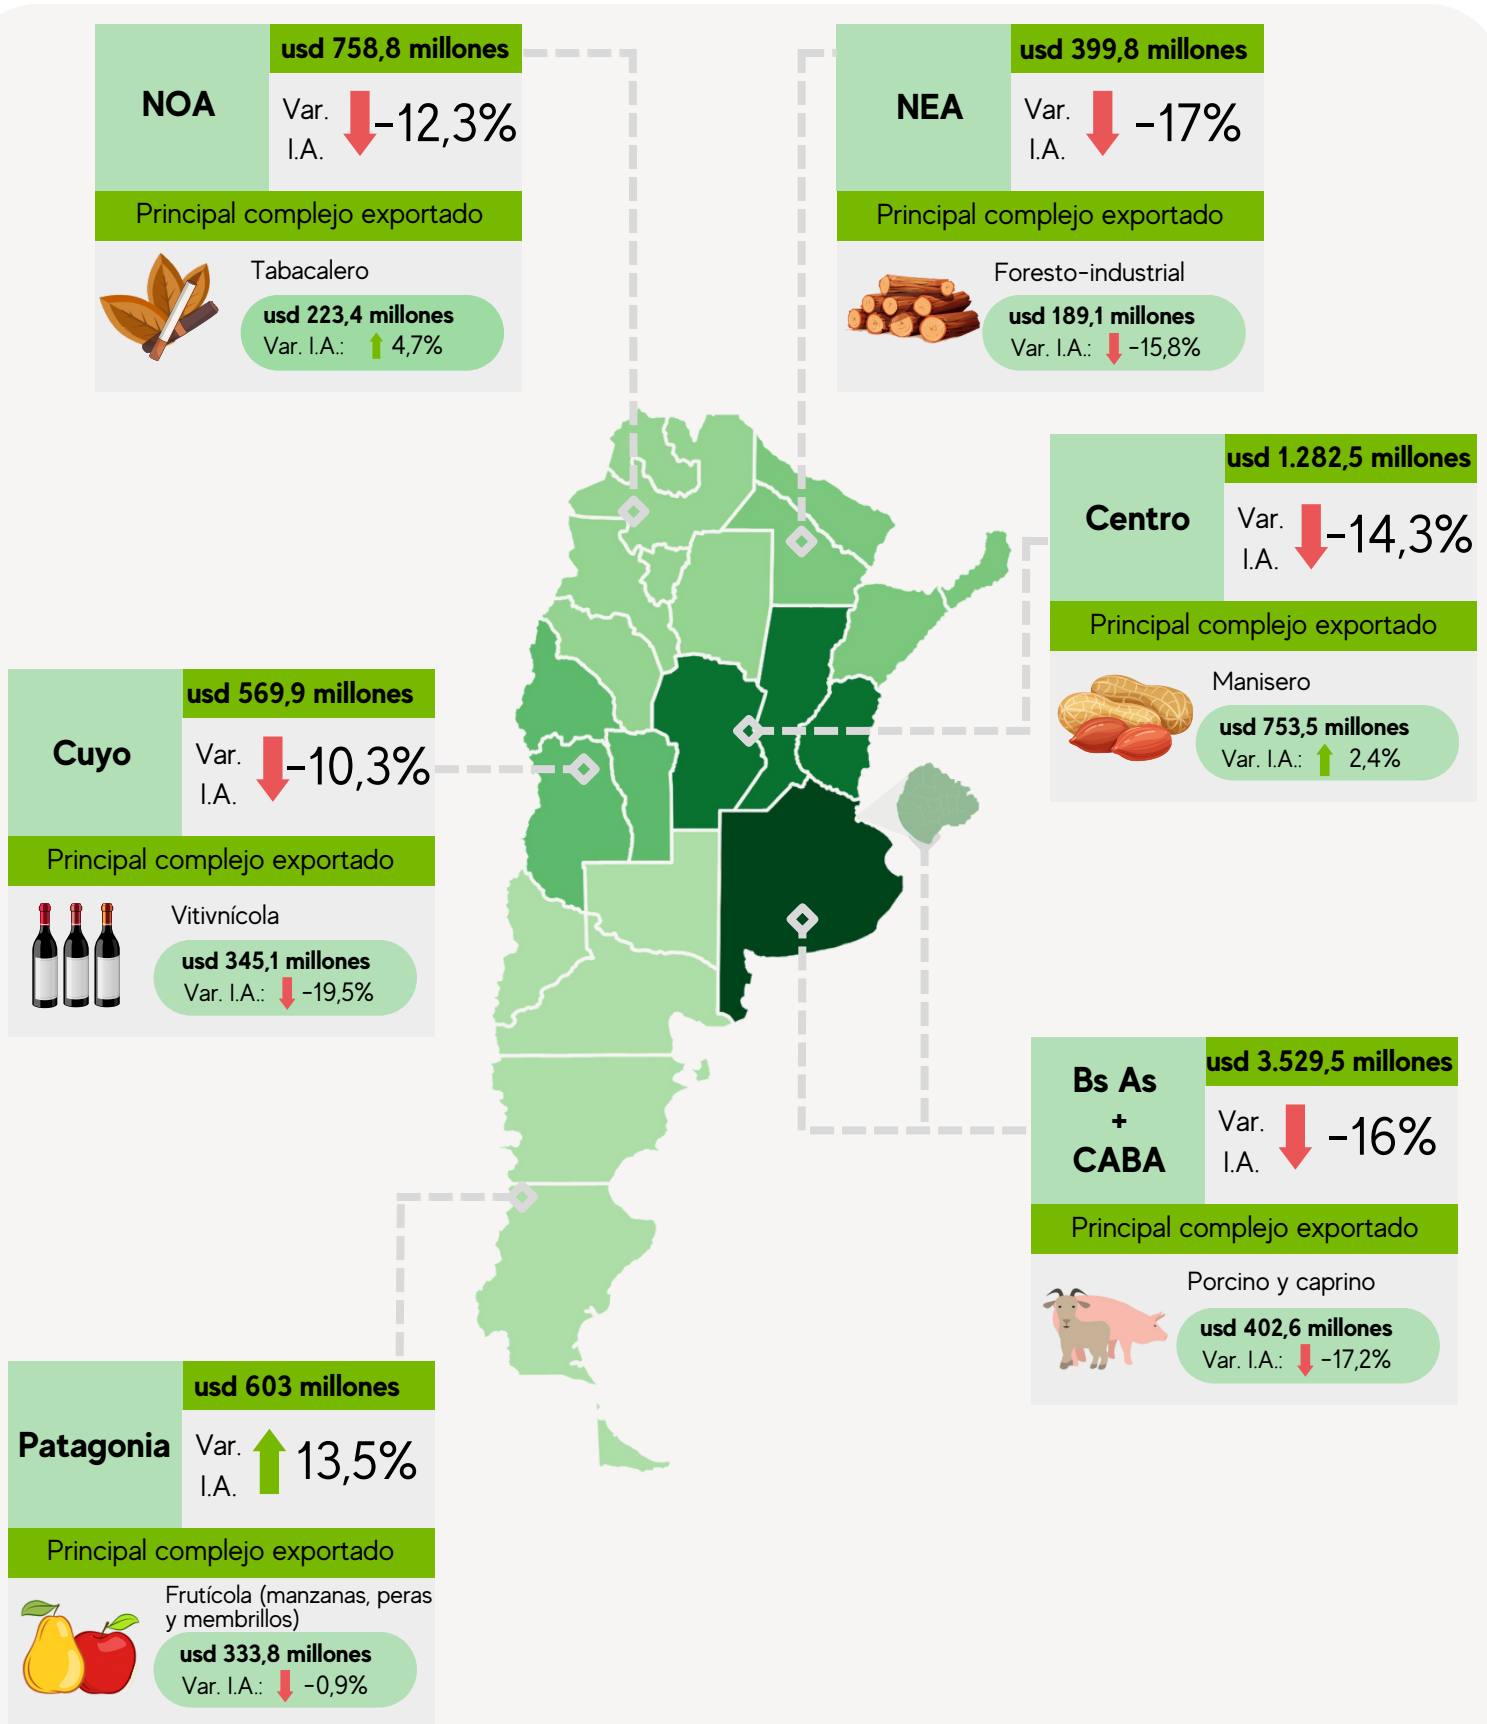 NOA
usd 758,8 millones
Var.
I.A.
-12,3%
Principal complejo exportado
Tabacalero
usd 223,4 millones
Var. I.A.: 4,7%
NEA
usd 399,8 millones
Var.
I.A.
-17%
Principal complejo exportado
Foresto-industrial
usd 189,1 millones
Var. I.A.: -15,8%
Centro
usd 1.282,5 millones
Var.
I.A.
-14,3%
Principal complejo exportado
Manisero
usd 753,5 millones
Var. I.A.: 2,4%
Cuyo
usd 569,9 millones
Var.
I.A.
-10,3%
Principal complejo exportado
Vitivnícola
usd 345,1 millones
Var. I.A.: -19,5%
Bs As
+
CABA
usd 3.529,5 millones
Var.
I.A.
-16%
Principal complejo exportado
Porcino y caprino
usd 402,6 millones
Var. I.A.: -17,2%
Patagonia
usd 603 millones
Var.
I.A.
13,5%
Principal complejo exportado
Frutícola (manzanas, peras
y membrillos)
usd 333,8 millones
Var. I.A.: -0,9%